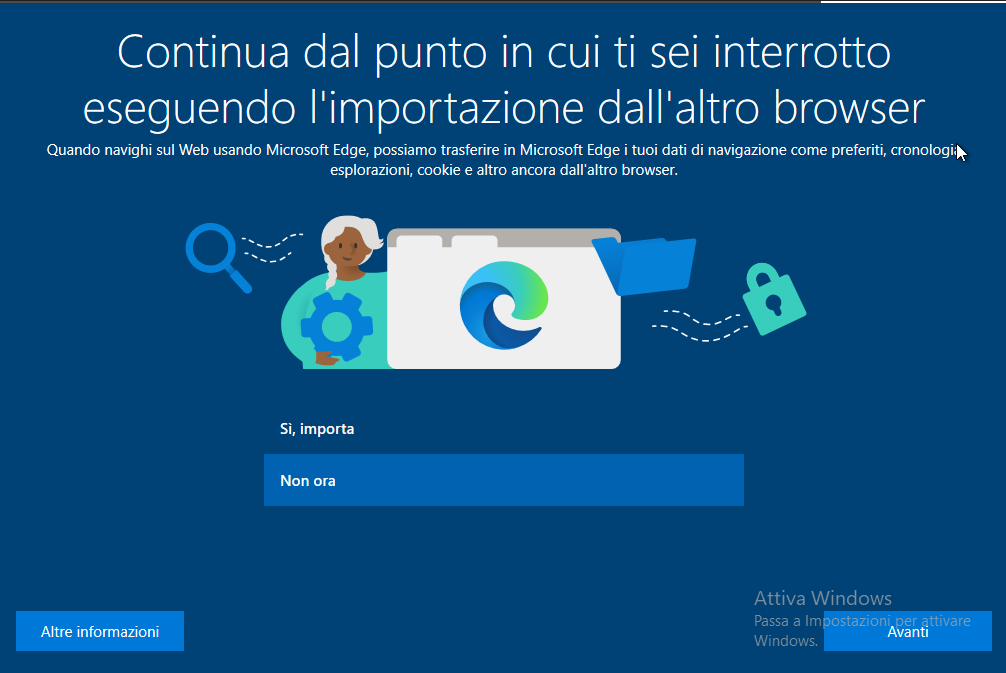 Continua dal punto in cui ti sei interrotto
eseguendo l'importazione dall'altro browser
Quando navighi sul Web usando Microsoft Edge, possiamo trasferire in Microsoft Edge i tuoi dati di navigazione come preferiti, cronologia
esplorazioni, cookie e altro ancora dall'altro browser.
Sì, importa
Non ora
Altre informazioni
Attiva Windows
Passa a Impostazioni per attivare
Windows.
Avanti